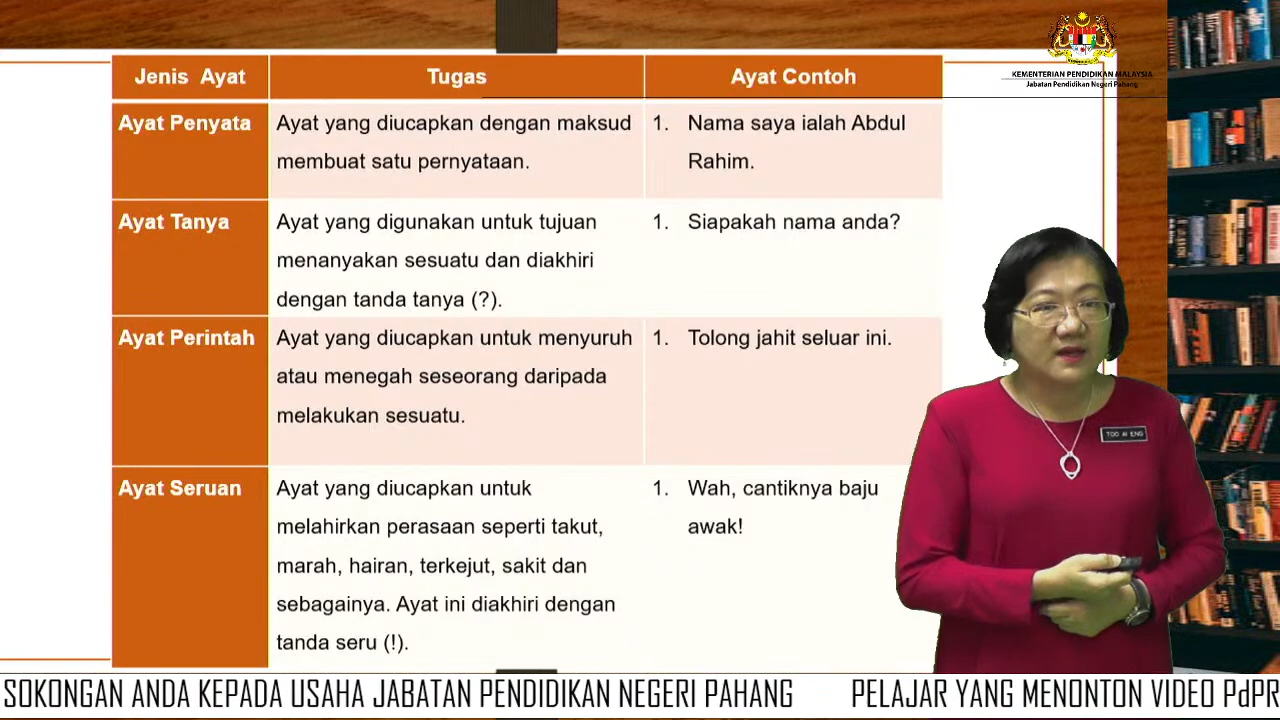 KEMENTERIAN PENDIDIKAN MALAYSIA
Jabatan Pendidikan Negeri Pahang
Jenis Ayat
Tugas
Ayat Contoh
Ayat Penyata
Ayat yang diucapkan dengan maksud
membuat satu pernyataan.
1. Nama saya ialah Abdul
Rahim.
Ayat Tanya
Ayat yang digunakan untuk tujuan
menanyakan sesuatu dan diakhiri
dengan tanda tanya (?).
1. Siapakah nama anda?
Ayat Perintah
Ayat yang diucapkan untuk menyuruh
atau menegah seseorang daripada
melakukan sesuatu.
1. Tolong jahit seluar ini.
Ayat Seruan
Ayat yang diucapkan untuk
melahirkan perasaan seperti takut,
marah, hairan, terkejut, sakit dan
sebagainya. Ayat ini diakhiri dengan
tanda seru (!).
1. Wah, cantiknya baju
awak!
TOO AI ENG
SOKONGAN ANDA KEPADA USAHA JABATAN PENDIDIKAN NEGERI PAHANG PELAJAR YANG MENONTON VIDEO PdPR